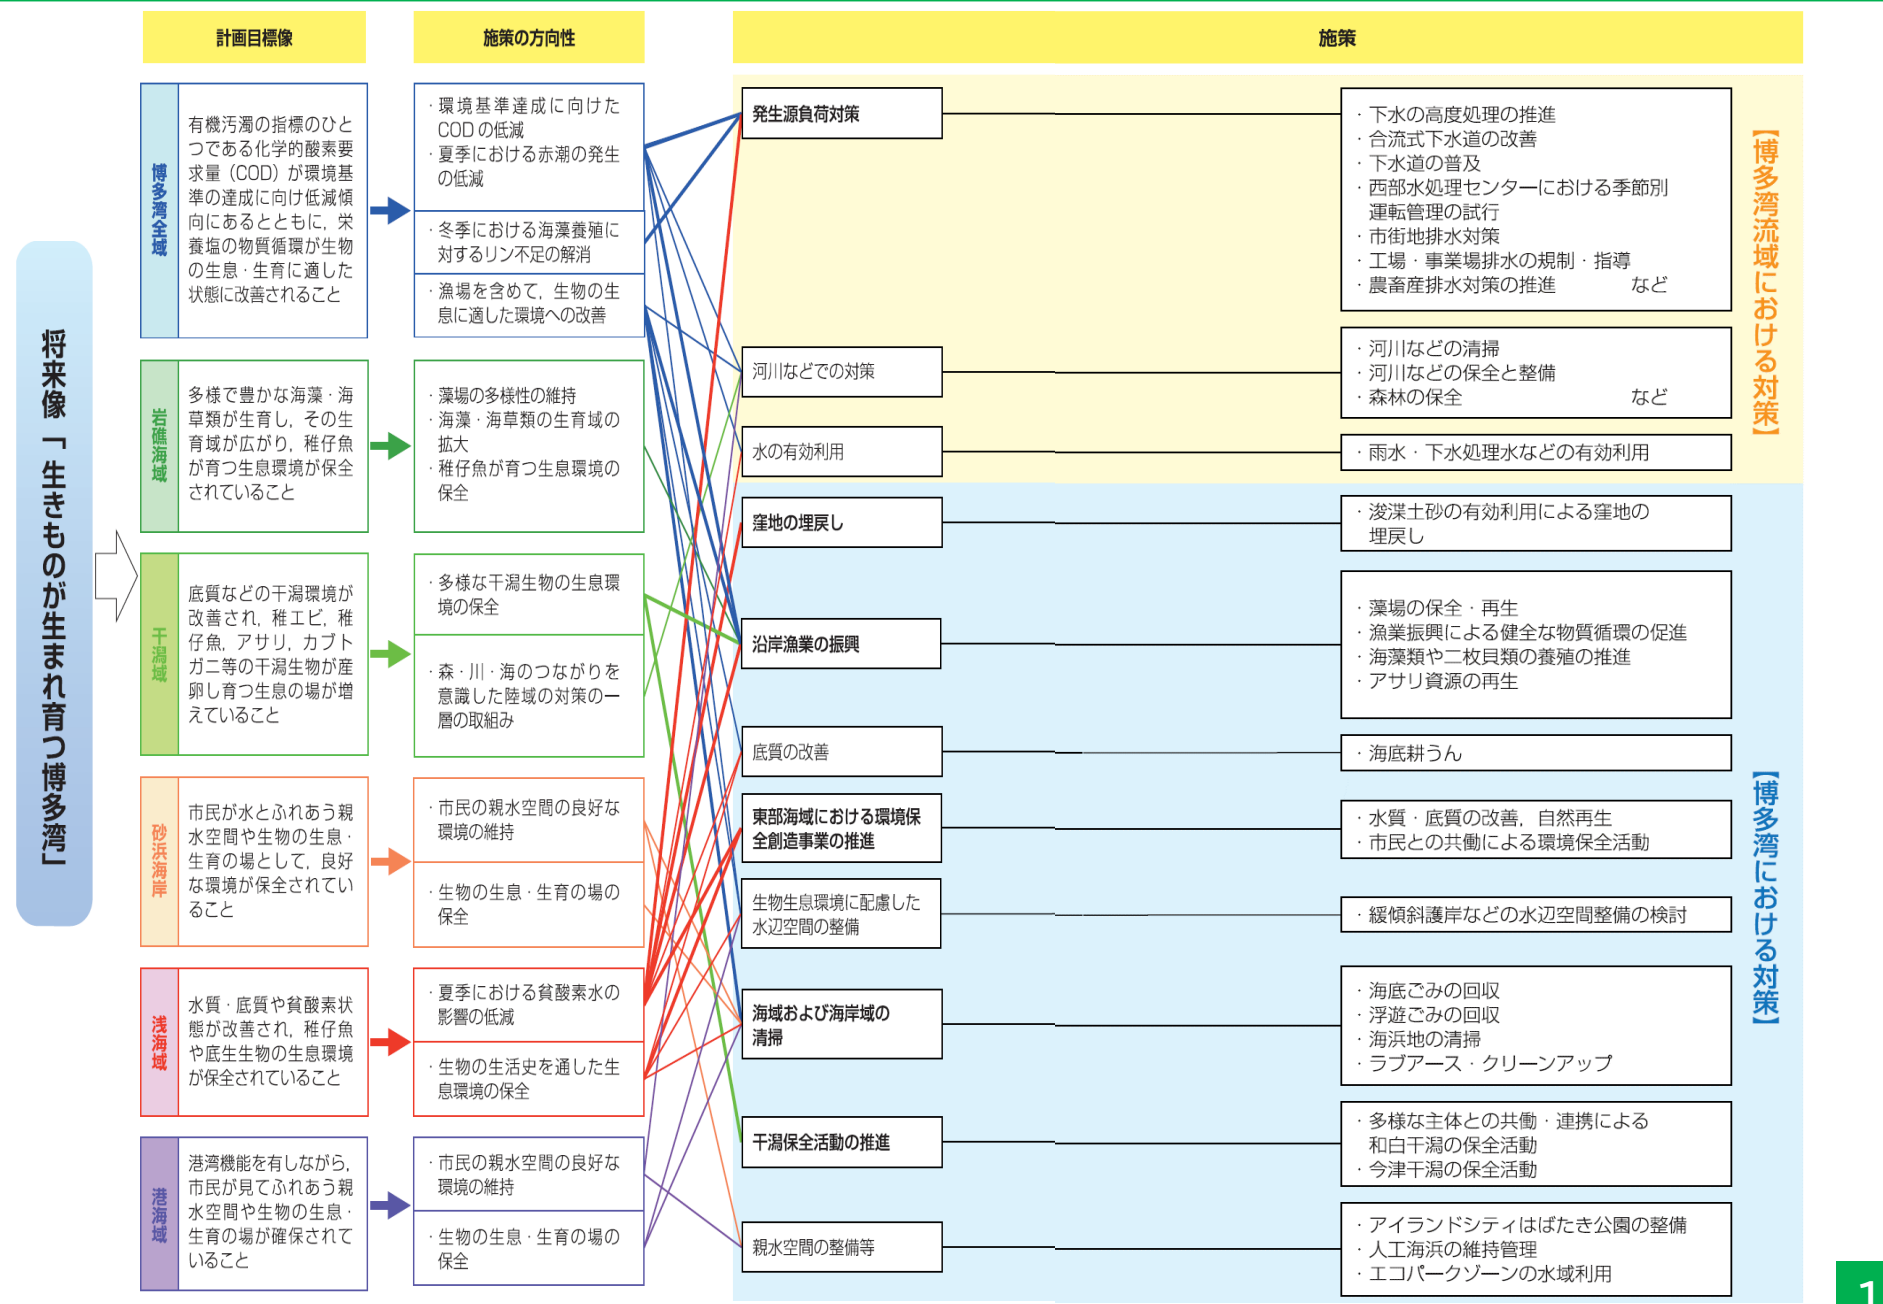 計画目標像
施策の方向性
施策
将来像「生きものが生まれ育つ博多湾」
博多湾全域
有機汚濁の指標のひと
つである化学的酸素要
求量（COD）が環境基
準の達成に向け低減傾
向にあるとともに，栄
養塩の物質循環が生物
の生息・生育に適した
状態に改善されること
・環境基準達成に向けた
CODの低減
・夏季における赤潮の発生
の低減
・冬季における海藻養殖に
対するリン不足の解消
・漁場を含めて，生物の生
息に適した環境への改善
岩礁海域
多様で豊かな海藻・海
草類が生育し，その生
育域が広がり，稚仔魚
が育つ生息環境が保全
されていること
・藻場の多様性の維持
・海藻・海草類の生育域の
拡大
・稚仔魚が育つ生息環境の
保全
干潟域
底質などの干潟環境が
改善され，稚エビ，稚
仔魚，アサリ，カブト
ガニ等の干潟生物が産
卵し育つ生息の場が増
えていること
・多様な干潟生物の生息環
境の保全
・森・川・海のつながりを
意識した陸域の対策の一
層の取組み
砂浜海岸
市民が水とふれあう親
水空間や生物の生息・
生育の場として，良好
な環境が保全されてい
ること
・市民の親水空間の良好な
環境の維持
・生物の生息・生育の場の
保全
浅海域
水質・底質や貧酸素状
態が改善され，稚仔魚
や底生生物の生息環境
が保全されていること
・夏季における貧酸素水の
影響の低減
・生物の生活史を通した生
息環境の保全
港海域
港湾機能を有しながら，
市民が見てふれあう親
水空間や生物の生息・
生育の場が確保されて
いること
・市民の親水空間の良好な
環境の維持
・生物の生息・生育の場の
保全
【博多湾流域における対策】
発生源負荷対策
・下水の高度処理の推進
・合流式下水道の改善
・下水道の普及
・西部水処理センターにおける季節別
運転管理の試行
・市街地排水対策
・工場・事業場排水の規制・指導
・農畜産排水対策の推進　　　　など
河川などでの対策
・河川などの清掃
・河川などの保全と整備
・森林の保全　　　　　　　　　など
水の有効利用
・雨水・下水処理水などの有効利用
【博多湾における対策】
窪地の埋戻し
・浚渫土砂の有効利用による窪地の
埋戻し
沿岸漁業の振興
・藻場の保全・再生
・漁業振興による健全な物質循環の促進
・海藻類や二枚貝類の養殖の推進
・アサリ資源の再生
底質の改善
・海底耕うん
東部海域における環境保
全創造事業の推進
・水質・底質の改善，自然再生
・市民との共働による環境保全活動
生物生息環境に配慮した
水辺空間の整備
・緩傾斜護岸などの水辺空間整備の検討
海域および海岸域の
清掃
・海底ごみの回収
・浮遊ごみの回収
・海浜地の清掃
・ラブアース・クリーンアップ
干潟保全活動の推進
・多様な主体との共働・連携による
和白干潟の保全活動
・今津干潟の保全活動
親水空間の整備等
・アイランドシティはばたき公園の整備
・人工海浜の維持管理
・エコパークゾーンの水域利用